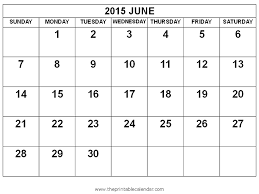 2015 JUNE
SUNDAY MONDAY TUESDAY WEDNESDAY THURSDAY FRIDAY SATURDAY
1 2 3 4 5 6
7 8 9 10 11 12 13
14 15 16 17 18 19 20
21 22 23 24 25 26 27
28 29 30
www.theprintablecalender.com